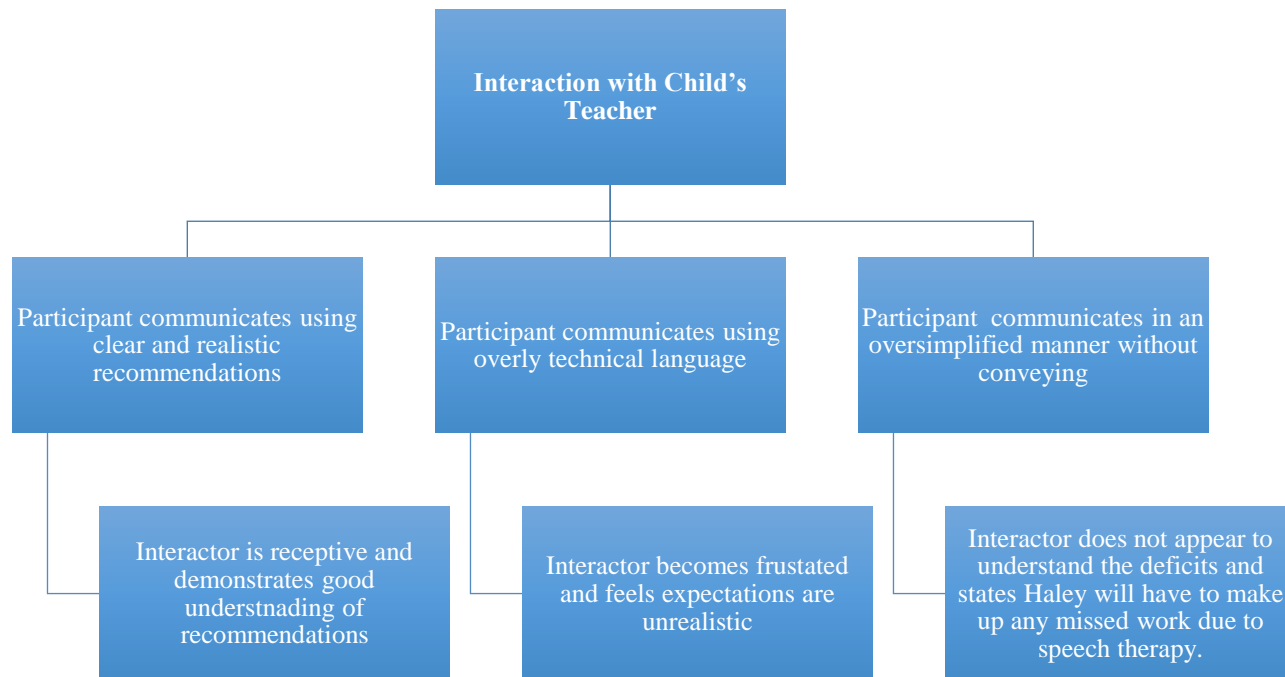 Interaction with Child’s
Teacher
Participant communicates using
clear and realistic
recommendations
Participant communicates using
overly technical language
Participant communicates in an
oversimplified manner without
conveying
Interactor is receptive and
demonstrates good
understnading of
recommendations
Interactor becomes frustated
and feels expectations are
unrealistic
Interactor does not appear to
understand the deficits and
states Haley will have to make
up any missed work due to
speech therapy.